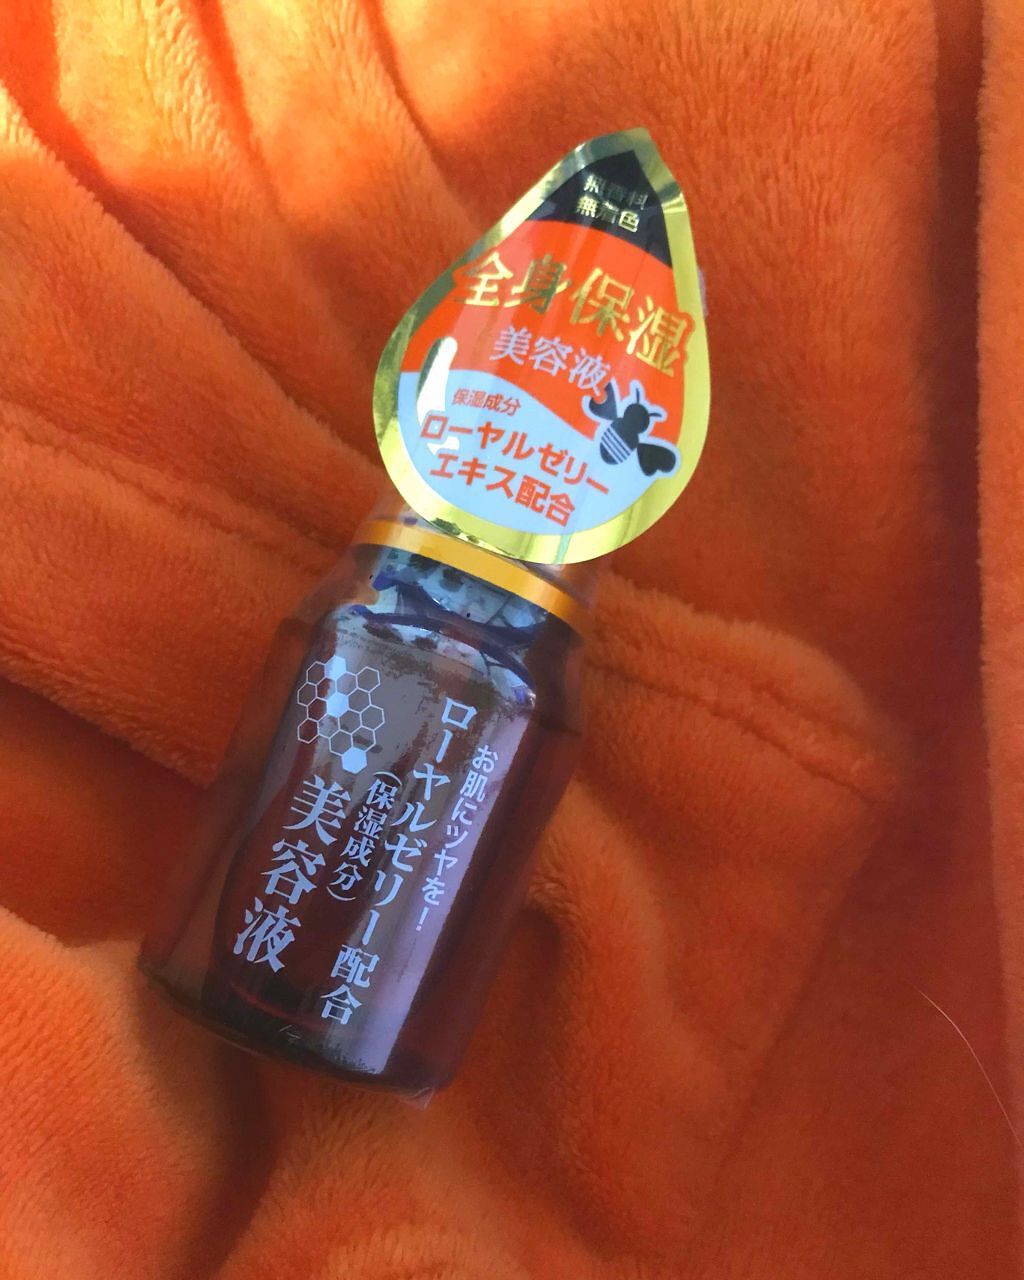 無香料
無着色
全身保湿
美容液
保湿成分
ローヤルゼリー
エキス配合
お肌にツヤを!
ローヤルゼリー配合
(保湿成分)
美容液